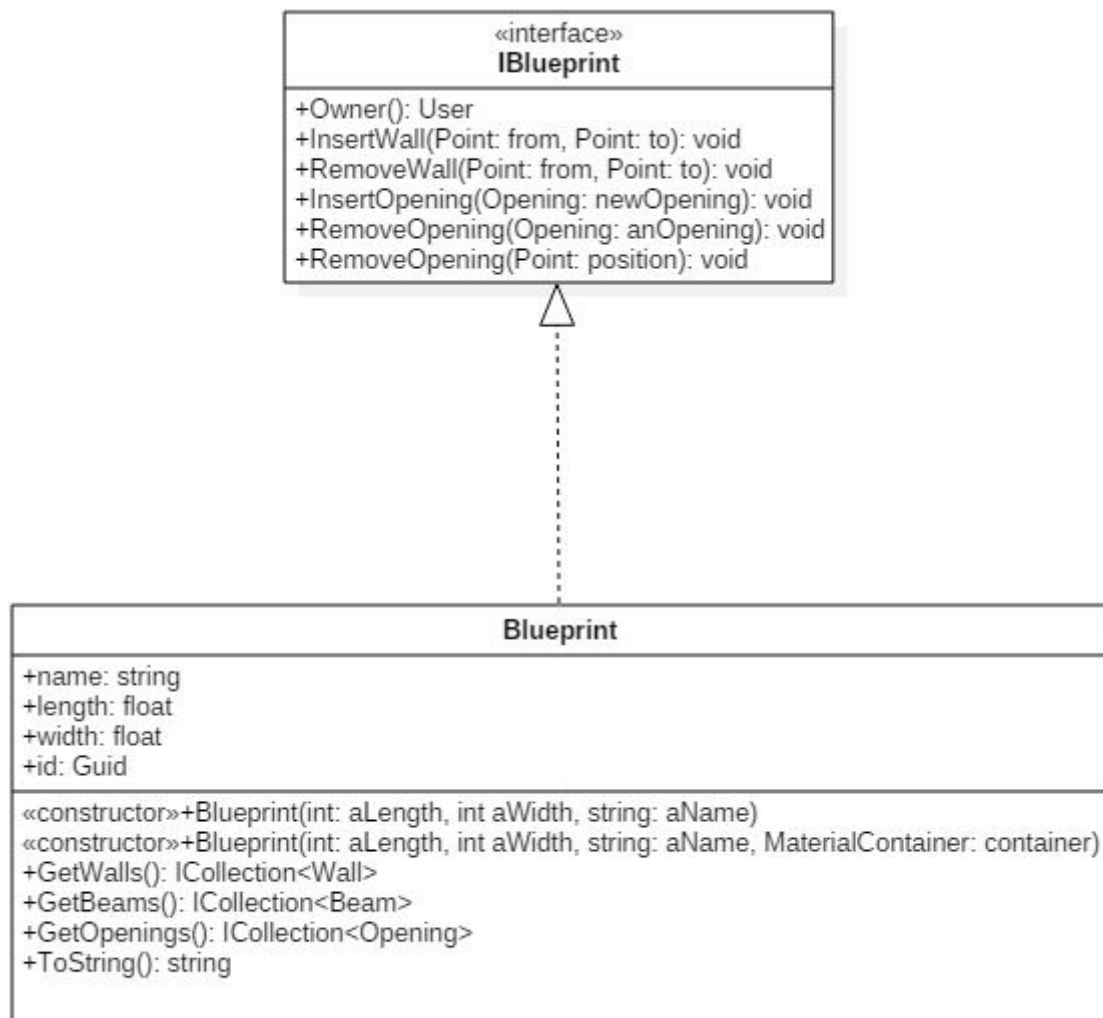 «interface»
IBlueprint
+Owner(): User
+InsertWall(Point: from, Point: to): void
+RemoveWall(Point: from, Point: to): void
+InsertOpening(Opening: newOpening): void
+RemoveOpening(Opening: anOpening): void
+RemoveOpening(Point: position): void
Blueprint
+name: string
+length: float
+width: float
+id: Guid
«constructor»+Blueprint(int: aLength, int aWidth, string: aName)
«constructor»+Blueprint(int: aLength, int aWidth, string: aName, MaterialContainer: container)
+GetWalls(): ICollection<Wall>
+GetBeams(): ICollection<Beam>
+GetOpenings(): ICollection<Opening>
+ToString(): string